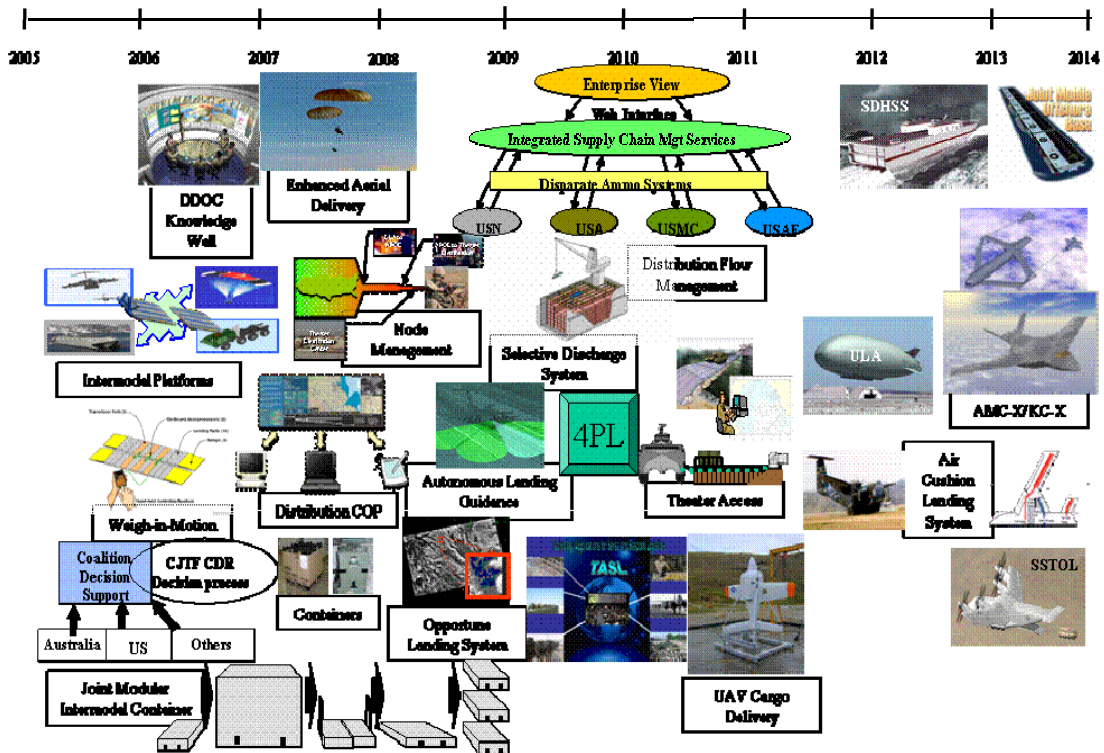 2005 2006 2007 2008 2009 2010 2011 2012 2013 2014
Enterprise View
Web Interface
Integrated Supply Chain Mgt Services
Disparate Ammo Systems
USN USA USMC USAF
SDHSS
Joint Mobile
Offshore
Base
DDOC
Knowledge
Wall
Enhanced Aerial
Delivery
Distribution Flow
Management
Node
Management
Theater
Distribution
Center
Selective Discharge
System
Intermodel Platforms
ULA
AMC-X/KC-X
4PL
Autonomous Landing
Guidance
Theater Access
Air
Cushion
Landing
System
Weigh-in-Motion
Distribution COP
Coalition
Decision
Support
CJTF CDR
Decision process
Containers
Opportune
Landing System
TASL
SSTOL
Australia US Others
Joint Moduler
Intermodel Container
UAV Cargo
Delivery